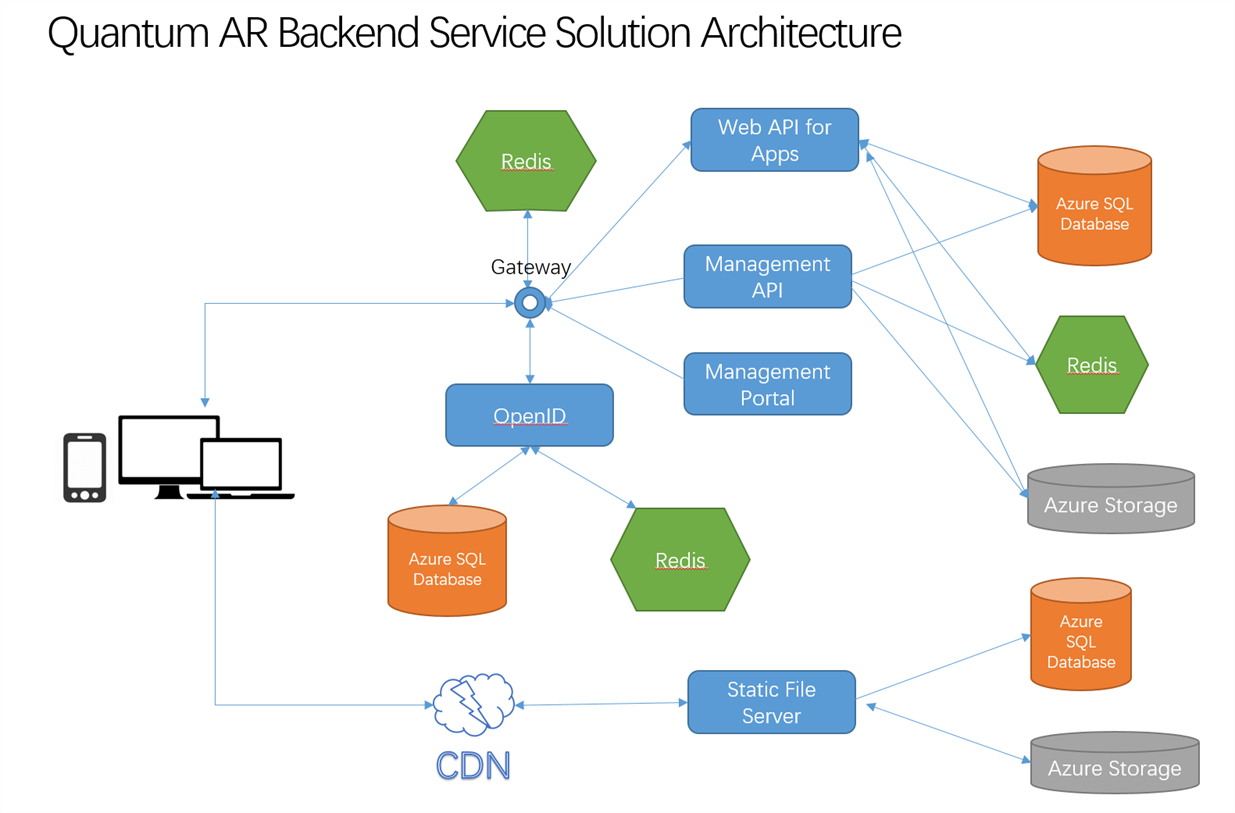 Quantum AR Backend Service Solution Architecture
Redis
Web API for
Apps
Azure SQL
Database
Gateway
Management
API
Redis
Management
Portal
OpenID
Azure Storage
Azure SQL
Database
Redis
Azure
SQL
Database
Static File
Server
CDN
Azure Storage